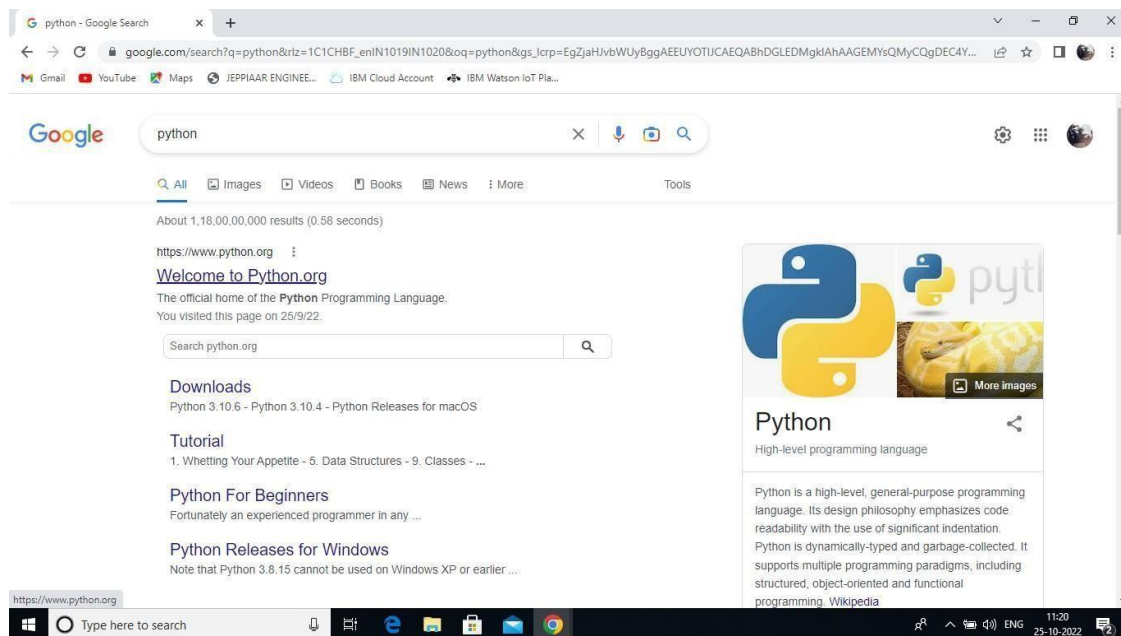 python - Google Search
google.com/search?q=python&rlz=1C1CHBF_enIN1019IN1020&oq=python&gs_lcrp=EgZjaHJvbWUyBggAEEUYOTIJCAEQABhDGLEDMgkIAhAAGEMYsQMyCQgDEC4Y...
Gmail YouTube Maps JEPPIAAR ENGINEE... IBM Cloud Account IBM Watson IoT Pla...
Google python
All Images Videos Books News More Tools
About 1,18,00,00,000 results (0.58 seconds)
https://www.python.org
Welcome to Python.org
The official home of the Python Programming Language.
You visited this page on 25/9/22.
Search python.org
Downloads
Python 3.10.6 - Python 3.10.4 - Python Releases for macOS
Tutorial
1. Whetting Your Appetite - 5. Data Structures - 9. Classes - ...
Python For Beginners
Fortunately an experienced programmer in any ...
Python Releases for Windows
Note that Python 3.8.15 cannot be used on Windows XP or earlier ...
pyth
More images
Python
High-level programming language
Python is a high-level, general-purpose programming
language. Its design philosophy emphasizes code
readability with the use of significant indentation.
Python is dynamically-typed and garbage-collected. It
supports multiple programming paradigms, including
structured, object-oriented and functional
programming. Wikipedia
https://www.python.org
Type here to search
ENG
11:20
25-10-2022
2